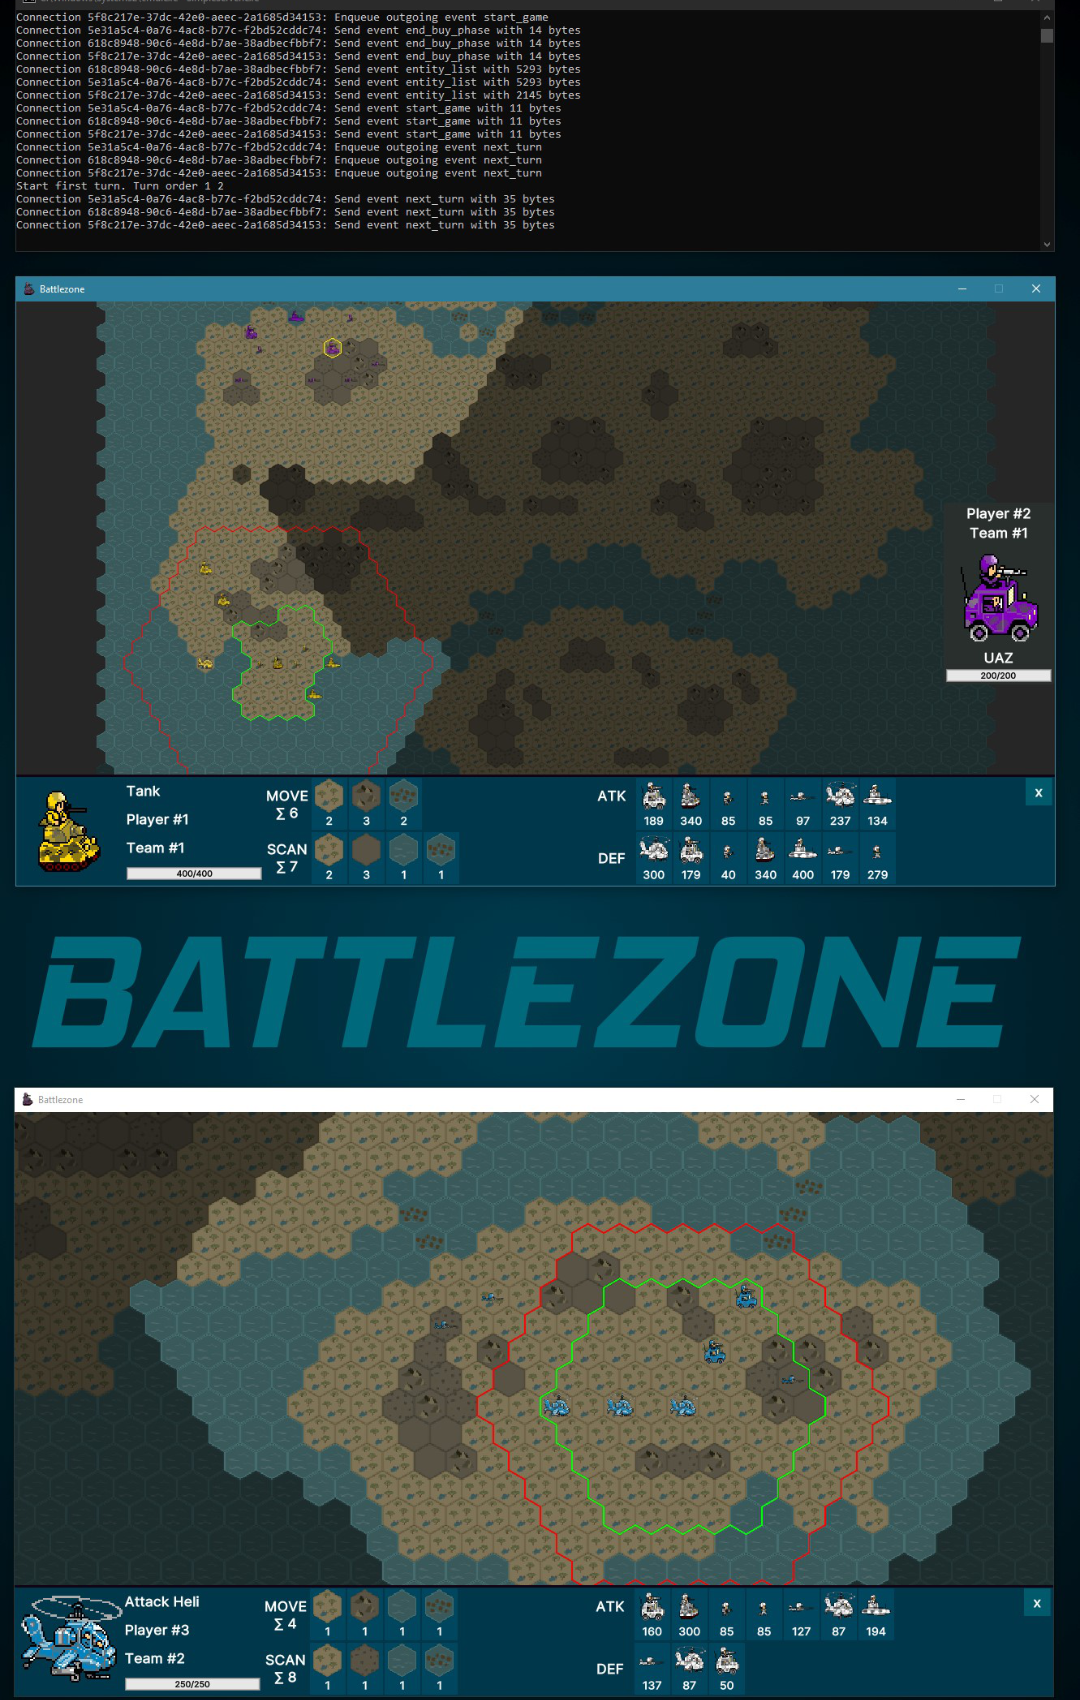 Connection 5f8c217e-37dc-42e0-aeec-2a1685d34153: Enqueue outgoing event start_game
Connection 5e31a5c4-0a76-4ac8-b77c-f2bd52cddc74: Send event end_buy_phase with 14 bytes
Connection 618c8948-90c6-4e8d-b7ae-38adbecfbbf7: Send event end_buy_phase with 14 bytes
Connection 5f8c217e-37dc-42e0-aeec-2a1685d34153: Send event end_buy_phase with 14 bytes
Connection 618c8948-90c6-4e8d-b7ae-38adbecfbbf7: Send event entity_list with 5293 bytes
Connection 5e31a5c4-0a76-4ac8-b77c-f2bd52cddc74: Send event entity_list with 5293 bytes
Connection 5f8c217e-37dc-42e0-aeec-2a1685d34153: Send event entity_list with 2145 bytes
Connection 5e31a5c4-0a76-4ac8-b77c-f2bd52cddc74: Send event start_game with 11 bytes
Connection 618c8948-90c6-4e8d-b7ae-38adbecfbbf7: Send event start_game with 11 bytes
Connection 5f8c217e-37dc-42e0-aeec-2a1685d34153: Send event start_game with 11 bytes
Connection 5e31a5c4-0a76-4ac8-b77c-f2bd52cddc74: Enqueue outgoing event next_turn
Connection 618c8948-90c6-4e8d-b7ae-38adbecfbbf7: Enqueue outgoing event next_turn
Connection 5f8c217e-37dc-42e0-aeec-2a1685d34153: Enqueue outgoing event next_turn
Start first turn. Turn order 1 2
Connection 5e31a5c4-0a76-4ac8-b77c-f2bd52cddc74: Send event next_turn with 35 bytes
Connection 618c8948-90c6-4e8d-b7ae-38adbecfbbf7: Send event next_turn with 35 bytes
Connection 5f8c217e-37dc-42e0-aeec-2a1685d34153: Send event next_turn with 35 bytes
Battlezone
Player #2
Team #1
UAZ
200/200
Tank
Player #1
Team #1
400/400
MOVE
Σ 6
2 3 2
SCAN
Σ 7
2 3 1 1
ATK
189 340 85 85 97 237 134
DEF
300 179 40 340 400 179 279
X
BATTLEZONE
Battlezone
Attack Heli
Player #3
Team #2
250/250
MOVE
Σ 4
1 1 1 1
SCAN
Σ 8
1 1 1 1
ATK
160 300 85 85 127 87 194
DEF
137 87 50
X